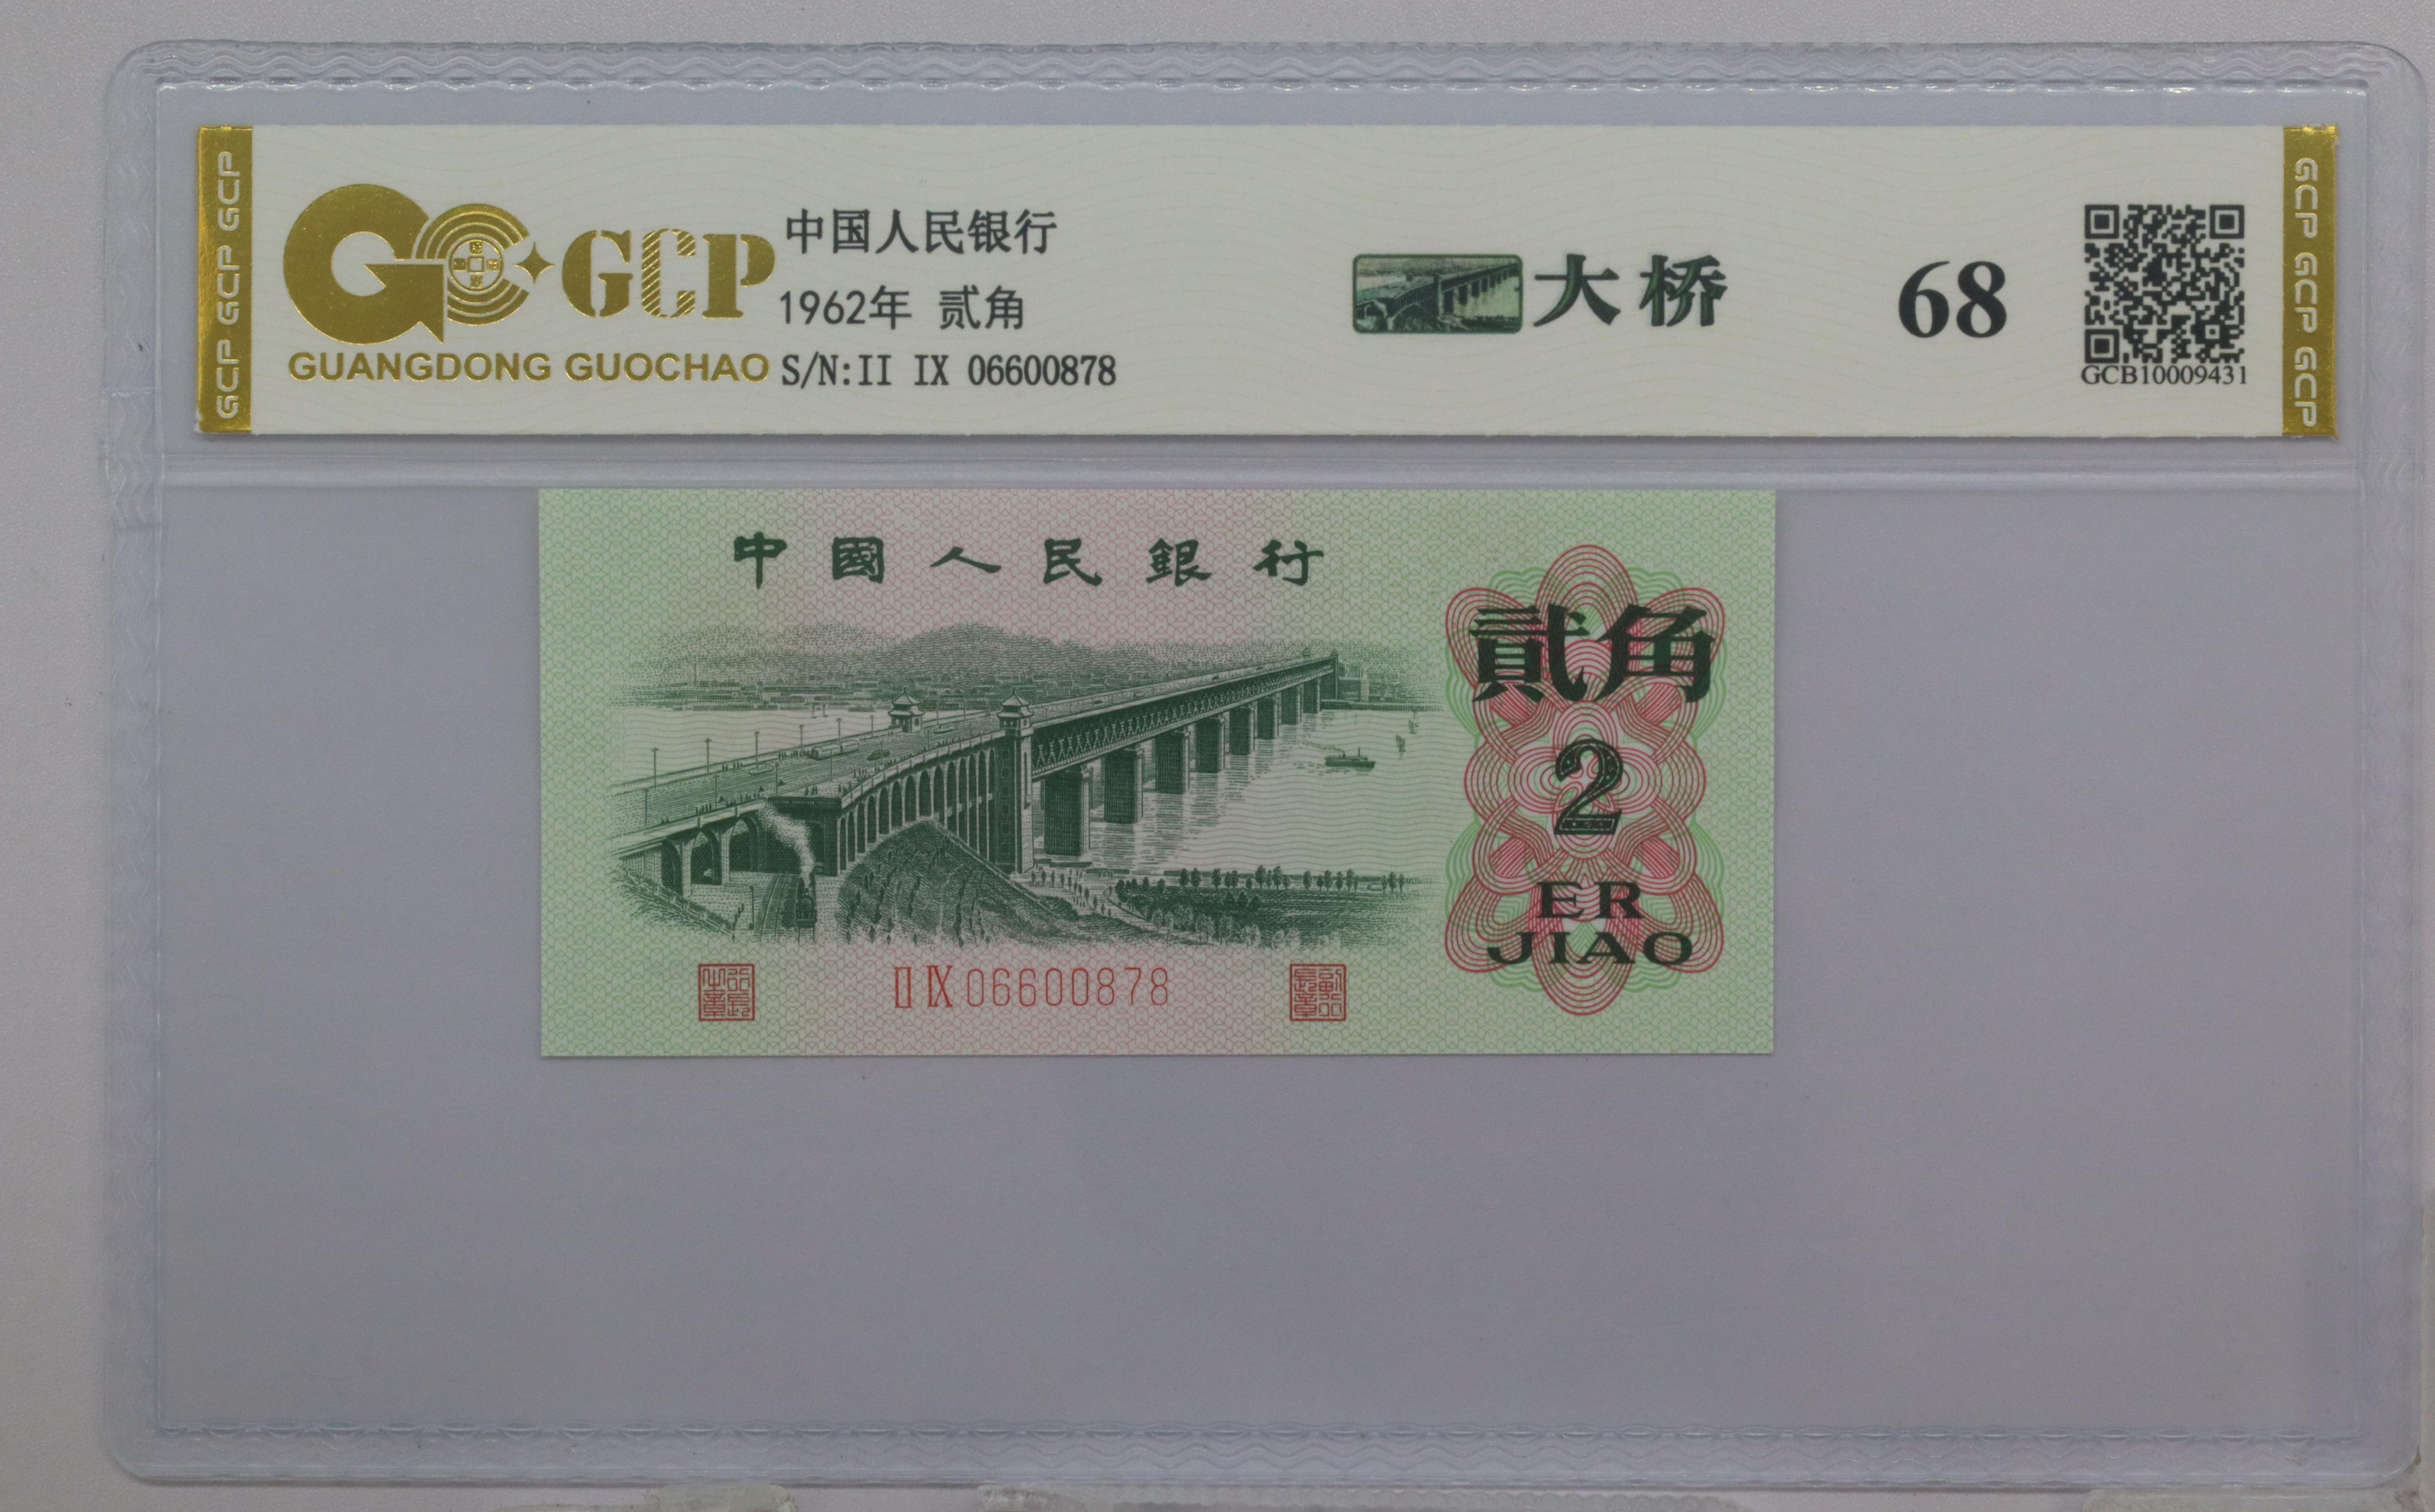 GCP GCP GCP
GCP
GUANGDONG GUOCHAO
中国人民银行
1962年 贰角
S/N:II IX 06600878
大桥
68
GCB10009431
GCP GCP GCP
中國人民銀行
貳角
2
ER
JIAO
II IX 06600878